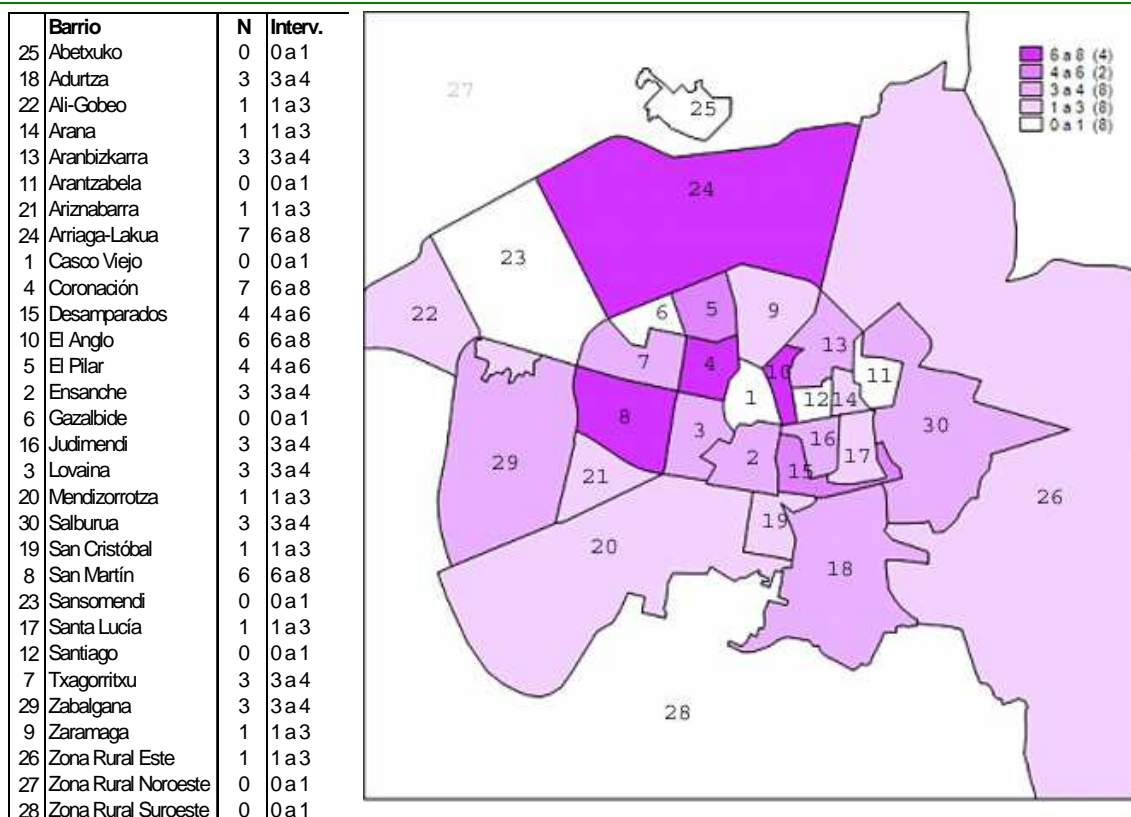 Barrio N Interv.
25 Abetxuko 0 0 a 1
18 Adurtza 3 3 a 4
22 Ali-Gobeo 1 1 a 3
14 Arana 1 1 a 3
13 Aranbizkarra 3 3 a 4
11 Arantzabela 0 0 a 1
21 Ariznabarra 1 1 a 3
24 Arriaga-Lakua 7 6 a 8
1 Casco Viejo 0 0 a 1
4 Coronación 7 6 a 8
15 Desamparados 4 4 a 6
10 El Anglo 6 6 a 8
5 El Pilar 4 4 a 6
2 Ensanche 3 3 a 4
6 Gazalbide 0 0 a 1
16 Judimendi 3 3 a 4
3 Lovaina 3 3 a 4
20 Mendizorrotza 1 1 a 3
30 Salburua 3 3 a 4
19 San Cristóbal 1 1 a 3
8 San Martín 6 6 a 8
23 Sansomendi 0 0 a 1
17 Santa Lucía 1 1 a 3
12 Santiago 0 0 a 1
7 Txagorritxu 3 3 a 4
29 Zabalgana 3 3 a 4
9 Zaramaga 1 1 a 3
26 Zona Rural Este 1 1 a 3
27 Zona Rural Noroeste 0 0 a 1
28 Zona Rural Suroeste 0 0 a 1
6 a 8 (4)
4 a 6 (2)
3 a 4 (8)
1 a 3 (8)
0 a 1 (8)
27
25
24
23
22
6
5
9
13
7
4
10
11
1
12
14
8
3
2
16
30
17
29
21
15
26
19
20
18
28